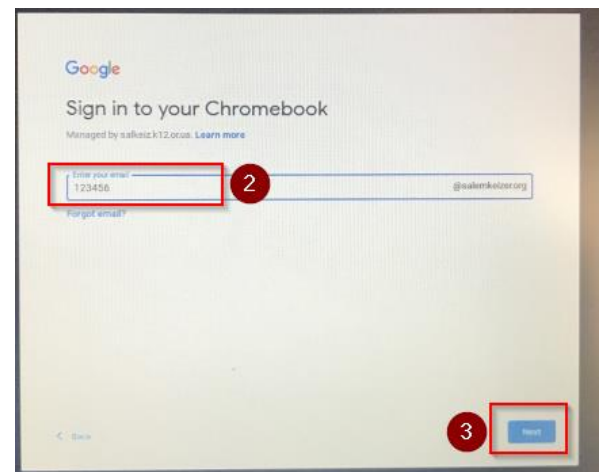 Google
Sign in to your Chromebook
Managed by salkeiz.k12.or.us. Learn more
Enter your email
123456
@salemkeizer.org
2
Forgot email?
< Back
3
Next